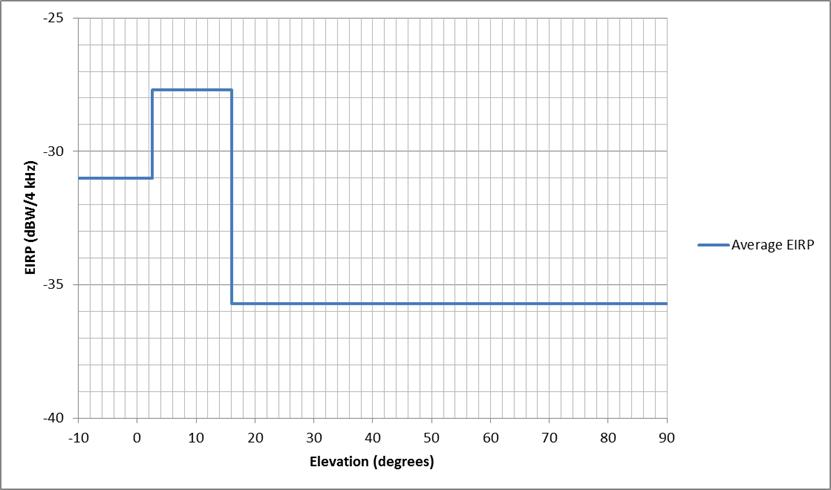 -25
-30
-35
-40
EIRP (dBW/4 kHz)
-10 0 10 20 30 40 50 60 70 80 90
Elevation (degrees)
Average EIRP